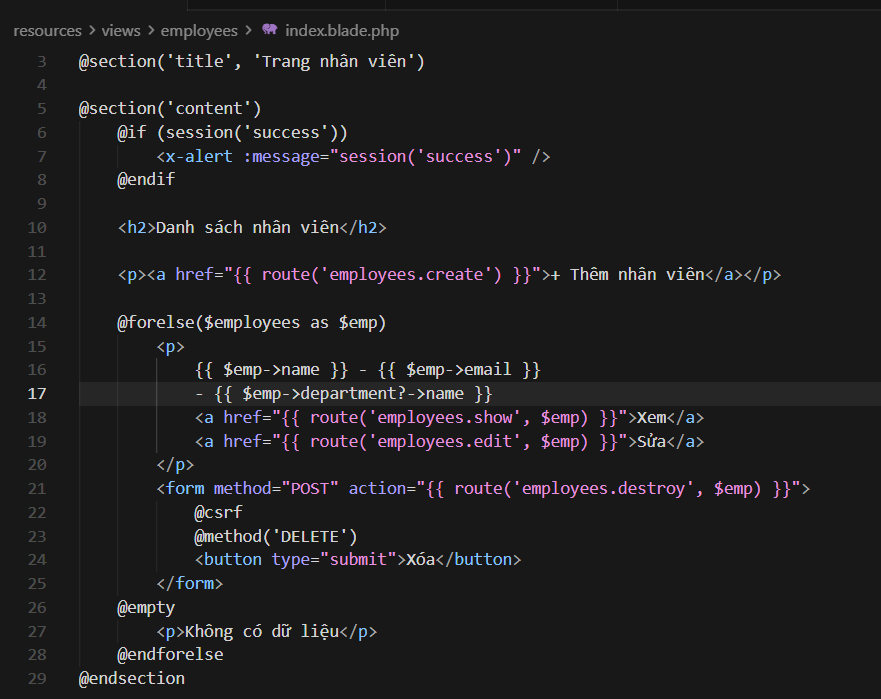 resources > views > employees > index.blade.php
3 @section('title', 'Trang nhân viên')
4
5 @section('content')
6     @if (session('success'))
7         <x-alert :message="session('success')" />
8     @endif
9
10     <h2>Danh sách nhân viên</h2>
11
12     <p><a href="{{ route('employees.create') }}">+ Thêm nhân viên</a></p>
13
14     @forelse($employees as $emp)
15         <p>
16             {{ $emp->name }} - {{ $emp->email }}
17             - {{ $emp->department?->name }}
18             <a href="{{ route('employees.show', $emp) }}">Xem</a>
19             <a href="{{ route('employees.edit', $emp) }}">Sửa</a>
20         </p>
21         <form method="POST" action="{{ route('employees.destroy', $emp) }}">
22             @csrf
23             @method('DELETE')
24             <button type="submit">Xóa</button>
25         </form>
26     @empty
27         <p>Không có dữ liệu</p>
28     @endforelse
29 @endsection